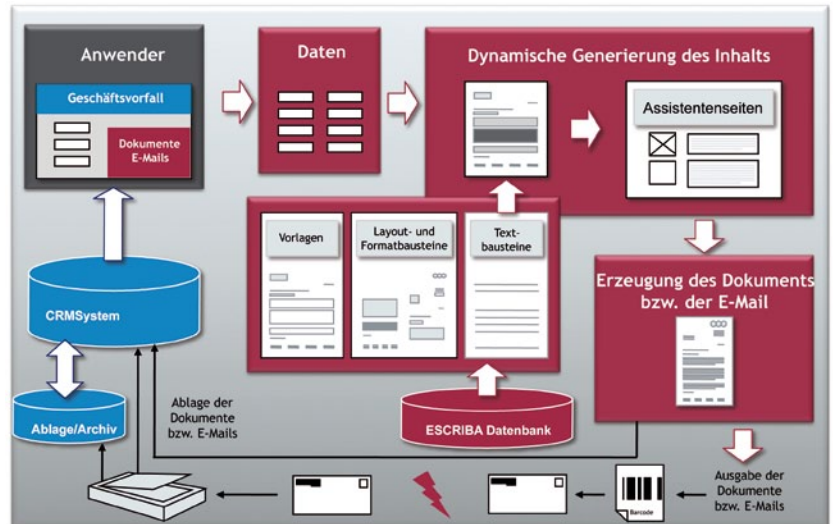 Anwender
Geschäftsvorfall
Dokumente
E-Mails
Daten
Dynamische Generierung des Inhalts
Assistentenseiten
Vorlagen
Layout- und
Formatbausteine
Text-
bausteine
Erzeugung des Dokuments
bzw. der E-Mail
CRMSystem
Ablage/Archiv
Ablage der
Dokumente
bzw. E-Mails
ESCRIBA Datenbank
Barcode
Ausgabe der
Dokumente
bzw. E-Mails